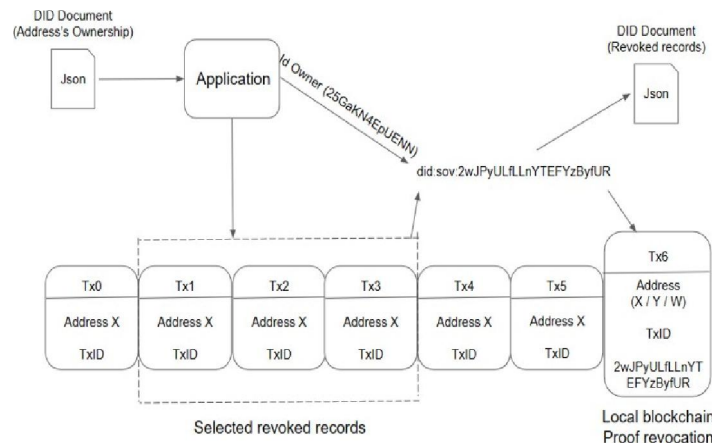 DID Document
(Address's Ownership)
Json
Application
Id Owner (25GaKN4EpUENN)
DID Document
(Revoked records)
Json
did:sov:2wJPyULfLLnYTEFYzByfUR
Tx0
Address X
TxID
Tx1
Address X
TxID
Tx2
Address X
TxID
Tx3
Address X
TxID
Tx4
Address X
TxID
Tx5
Address X
TxID
Tx6
Address
(X / Y / W)
TxID
2wJPyULfLLnYT
EFYzByfUR
Selected revoked records
Local blockchain
Proof revocation